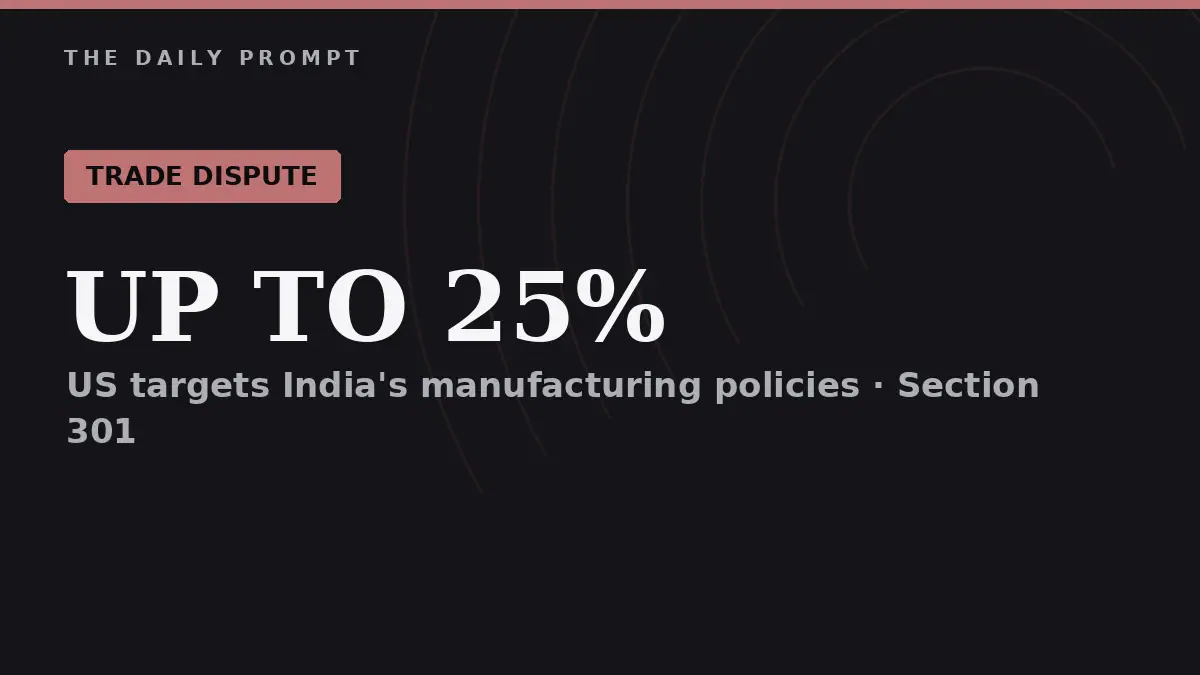 THE DAILY PROMPT
TRADE DISPUTE
UP TO 25%
US targets India's manufacturing policies · Section
301